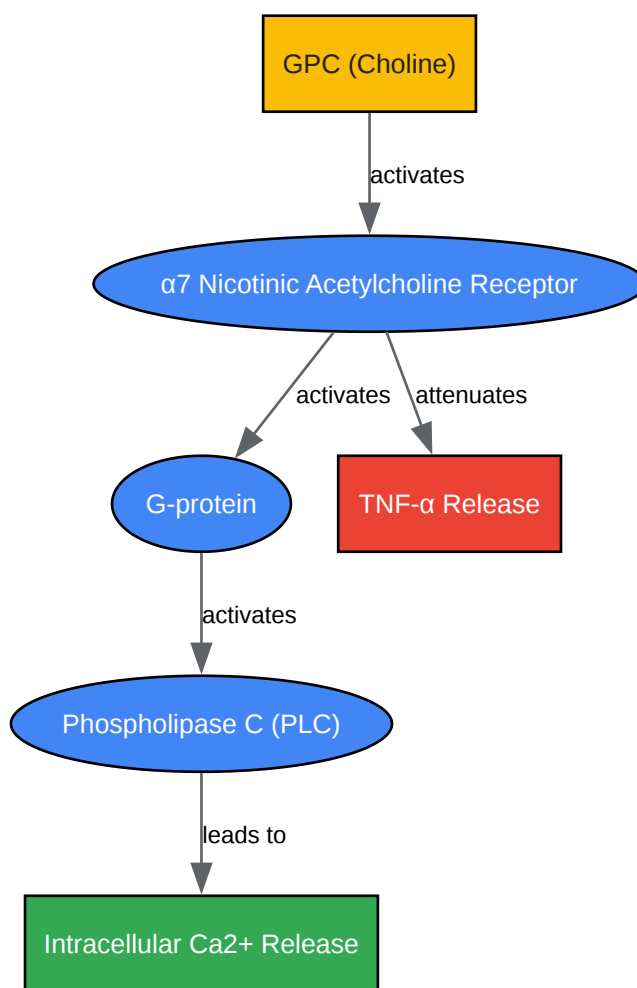 GPC (Choline)
activates
α7 Nicotinic Acetylcholine Receptor
activates
attenuates
G-protein
TNF-α Release
activates
Phospholipase C (PLC)
leads to
Intracellular Ca2+ Release